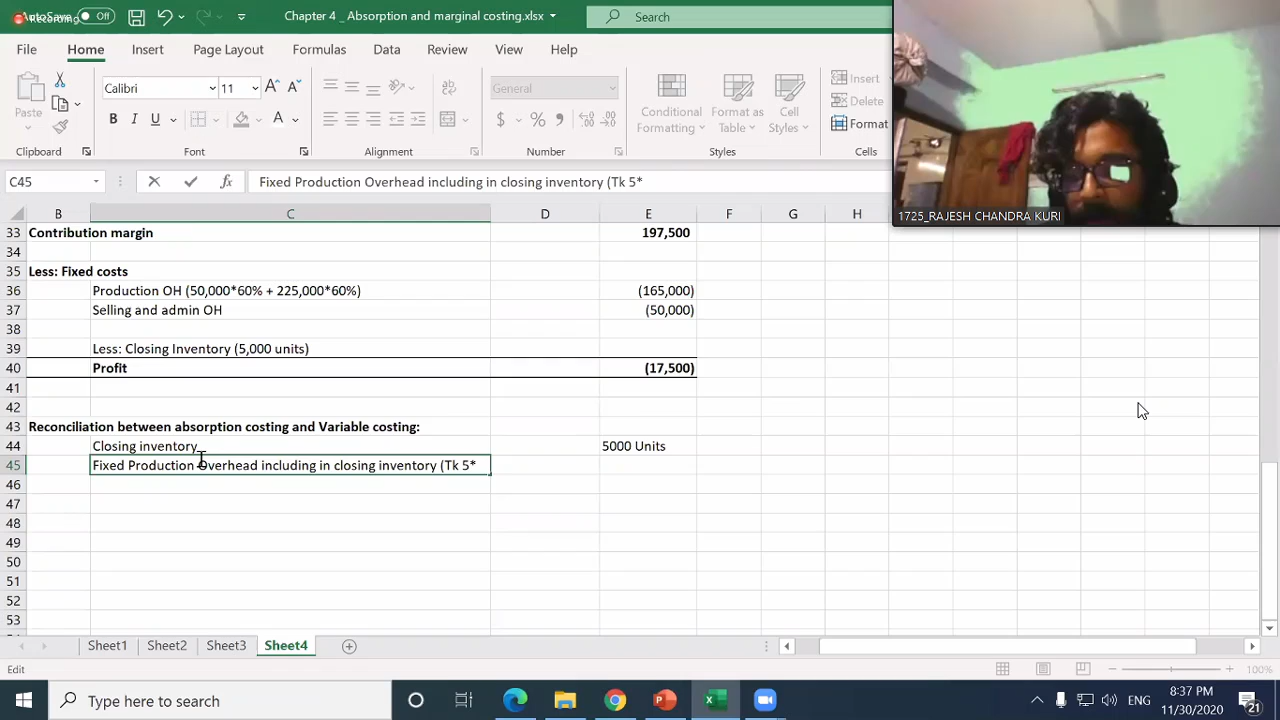 AutoSave Off
Recording
Chapter 4 _ Absorption and marginal costing.xlsx
Search
File Home Insert Page Layout Formulas Data Review View Help
Paste
Calibri 11 A A
General
Conditional Formatting
Format as Table
Cell Styles
Insert
Delete
Format
B I U A
$ % 9
Clipboard Font Alignment Number Styles Cells
1725_RAJESH CHANDRA KURI
C45 fx Fixed Production Overhead including in closing inventory (Tk 5*
B C D E F G H
33 Contribution margin 197,500
34
35 Less: Fixed costs
36 Production OH (50,000*60% + 225,000*60%) (165,000)
37 Selling and admin OH (50,000)
38
39 Less: Closing Inventory (5,000 units)
40 Profit (17,500)
41
42
43 Reconciliation between absorption costing and Variable costing:
44 Closing inventory 5000 Units
45 Fixed Production Overhead including in closing inventory (Tk 5*
46
47
48
49
50
51
52
53
Sheet1 Sheet2 Sheet3 Sheet4
Edit 100%
Type here to search
ENG
8:37 PM
11/30/2020
21